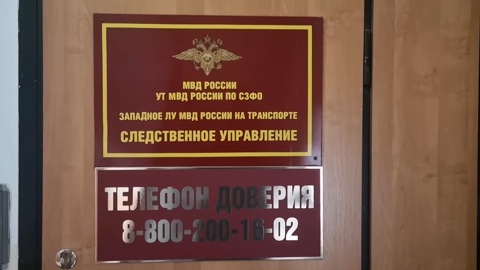 МВД РОССИИ
УТ МВД РОССИИ ПО СЗФО
ЗАПАДНОЕ ЛУ МВД РОССИИ НА ТРАНСПОРТЕ
СЛЕДСТВЕННОЕ УПРАВЛЕНИЕ
ТЕЛЕФОН ДОВЕРИЯ
8-800-200-16-02